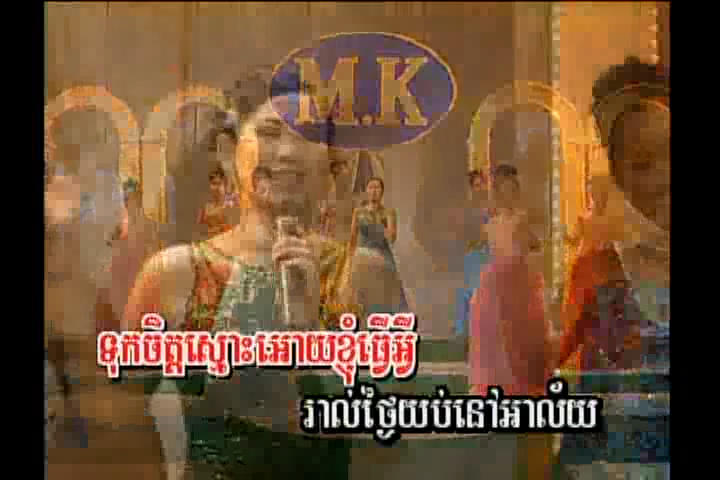 M.K
ទុកចិត្តស្មោះអោយខ្ញុំធ្វើអ្វី
រាល់ថ្ងៃយប់នៅអាល័យ